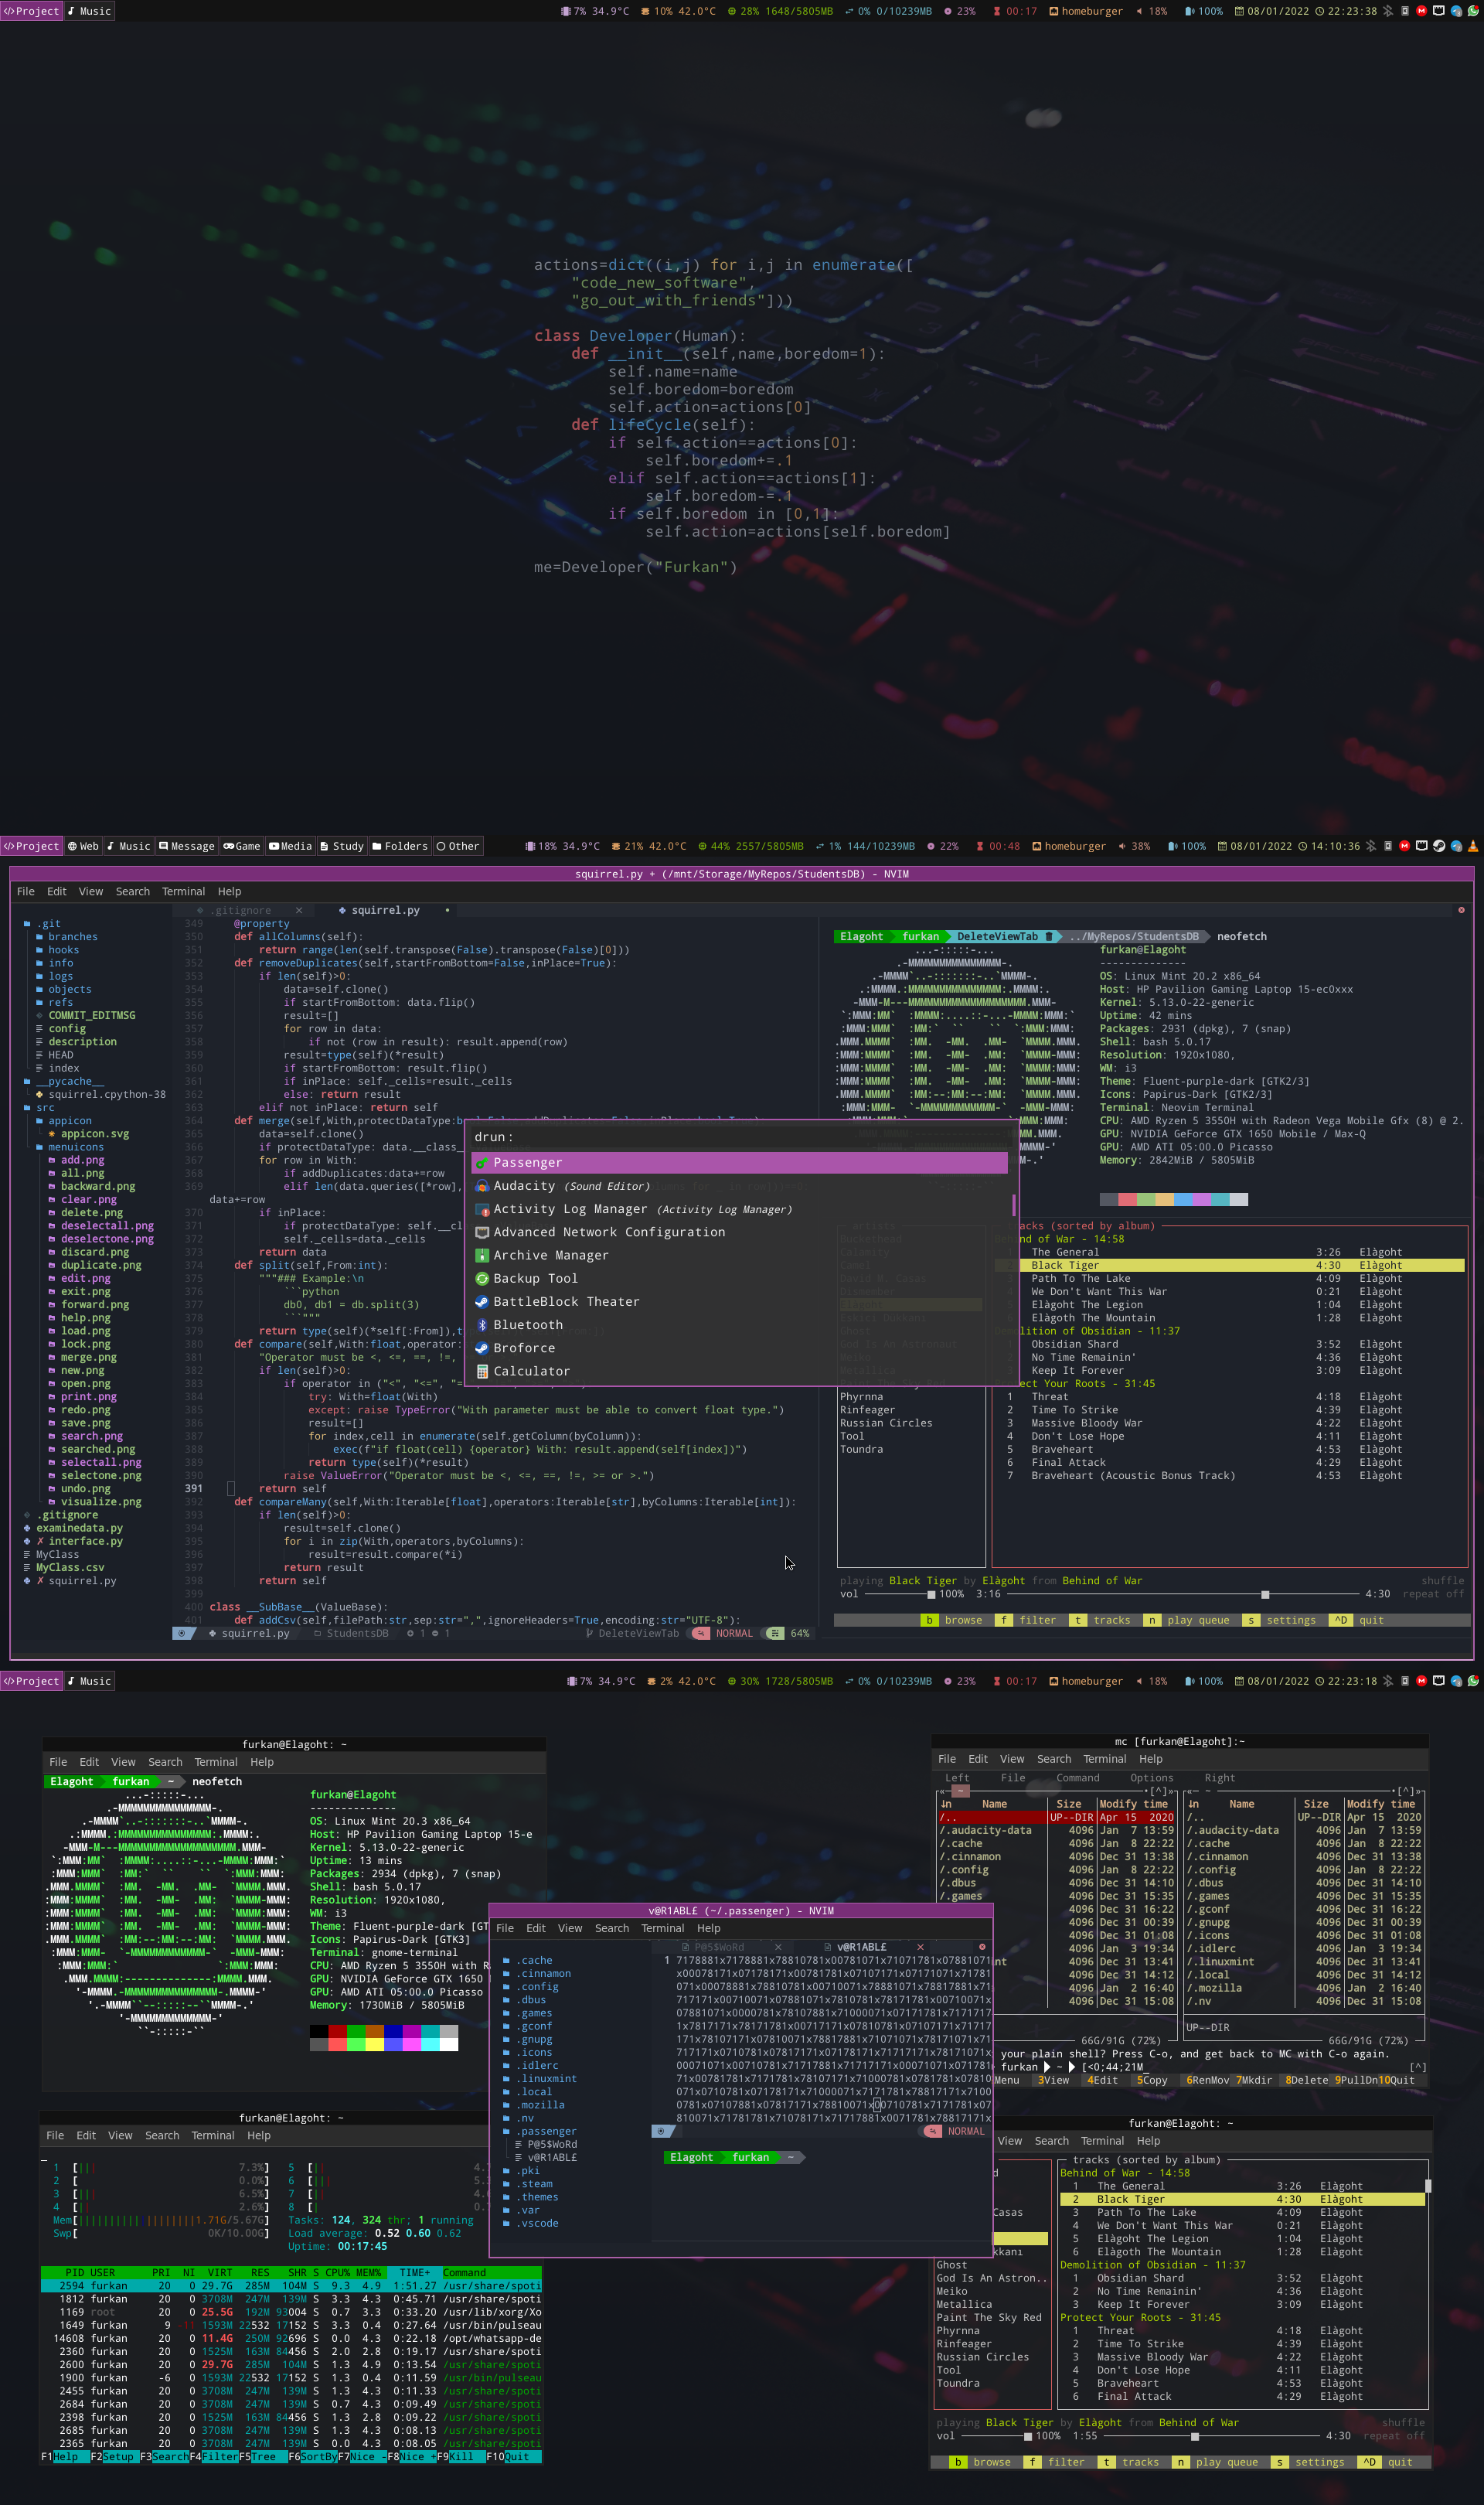 Project Music 7% 34.9°C 10% 42.0°C 28% 1648/5805MB 0% 0/10239MB 23% 00:17 homeburger 18% 100% 08/01/2022 22:23:38
actions=dict((i,j) for i,j in enumerate([
"code_new_software",
"go_out_with_friends"]))
class Developer(Human):
def __init__(self,name,boredom=1):
self.name=name
self.boredom=boredom
self.action=actions[0]
def lifeCycle(self):
if self.action==actions[0]:
self.boredom+=.1
elif self.action==actions[1]:
self.boredom-=.1
if self.boredom in [0,1]:
self.action=actions[self.boredom]
me=Developer("Furkan")
Project Web Music Message Game Media Study Folders Other 18% 34.9°C 21% 42.0°C 44% 2557/5805MB 1% 144/10239MB 22% 00:48 homeburger 38% 100% 08/01/2022 14:10:36
squirrel.py + (/mnt/Storage/MyRepos/StudentsDB) - NVIM
File Edit View Search Terminal Help
.gitignore squirrel.py
.git
branches
hooks
info
logs
objects
refs
COMMIT_EDITMSG
config
description
HEAD
index
__pycache__
squirrel.cpython-38
src
appicon
appicon.svg
menuicons
add.png
all.png
backward.png
clear.png
delete.png
deselectall.png
deselectone.png
discard.png
duplicate.png
edit.png
exit.png
forward.png
help.png
load.png
lock.png
merge.png
new.png
open.png
print.png
redo.png
save.png
search.png
searched.png
selectall.png
selectone.png
undo.png
visualize.png
.gitignore
examinedata.py
✗ interface.py
MyClass
MyClass.csv
✗ squirrel.py
349 @property
350 def allColumns(self):
351 return range(len(self.transpose(False).transpose(False)[0]))
352 def removeDuplicates(self,startFromBottom=False,inPlace=True):
353 if len(self)>0:
354 data=self.clone()
355 if startFromBottom: data.flip()
356 result=[]
357 for row in data:
358 if not (row in result): result.append(row)
359 result=type(self)(*result)
360 if startFromBottom: result.flip()
361 if inPlace: self._cells=result._cells
362 else: return result
363 elif not inPlace: return self
364 def merge(self,With,protectDataType:
365 data=self.clone()
366 if protectDataType: data.__class_
367 for row in With:
368 if addDuplicates:data+=row
369 elif len(data.queries([*row],
data+=row
370 if inPlace:
371 if protectDataType: self.__cl
372 self._cells=data._cells
373 return data
374 def split(self,From:int):
375 """### Example:\n
376 ```python
377 db0, db1 = db.split(3)
378 ```"""
379 return type(self)(*self[:From]),
380 def compare(self,With:float,operator:
381 "Operator must be <, <=, ==, !=,
382 if len(self)>0:
383 if operator in ("<", "<=", "=
384 try: With=float(With)
385 except: raise TypeError("With parameter must be able to convert float type.")
386 result=[]
387 for index,cell in enumerate(self.getColumn(byColumn)):
388 exec(f"if float(cell) {operator} With: result.append(self[index])")
389 return type(self)(*result)
390 raise ValueError("Operator must be <, <=, ==, !=, >= or >.")
391 return self
392 def compareMany(self,With:Iterable[float],operators:Iterable[str],byColumns:Iterable[int]):
393 if len(self)>0:
394 result=self.clone()
395 for i in zip(With,operators,byColumns):
396 result=result.compare(*i)
397 return result
398 return self
399
400 class __SubBase__(ValueBase):
401 def addCsv(self,filePath:str,sep:str=",",ignoreHeaders=True,encoding:str="UTF-8"):
squirrel.py StudentsDB 1 1 DeleteViewTab NORMAL 64%
Elagoht furkan DeleteViewTab ../MyRepos/StudentsDB neofetch
furkan@Elagoht
--------------
OS: Linux Mint 20.2 x86_64
Host: HP Pavilion Gaming Laptop 15-ec0xxx
Kernel: 5.13.0-22-generic
Uptime: 42 mins
Packages: 2931 (dpkg), 7 (snap)
Shell: bash 5.0.17
Resolution: 1920x1080,
WM: i3
Theme: Fluent-purple-dark [GTK2/3]
Icons: Papirus-Dark [GTK2/3]
Terminal: Neovim Terminal
CPU: AMD Ryzen 5 3550H with Radeon Vega Mobile Gfx (8) @ 2.
GPU: NVIDIA GeForce GTX 1650 Mobile / Max-Q
GPU: AMD ATI 05:00.0 Picasso
Memory: 2842MiB / 5805MiB
drun:
Passenger
Audacity (Sound Editor)
Activity Log Manager (Activity Log Manager)
Advanced Network Configuration
Archive Manager
Backup Tool
BattleBlock Theater
Bluetooth
Broforce
Calculator
Phyrnna
Rinfeager
Russian Circles
Tool
Toundra
acks (sorted by album)
nd of War - 14:58
The General 3:26 Elàgoht
Black Tiger 4:30 Elàgoht
Path To The Lake 4:09 Elàgoht
We Don't Want This War 0:21 Elàgoht
Elàgoht The Legion 1:04 Elàgoht
Elàgoth The Mountain 1:28 Elàgoht
lition of Obsidian - 11:37
Obsidian Shard 3:52 Elàgoht
No Time Remainin' 4:36 Elàgoht
Keep It Forever 3:09 Elàgoht
ect Your Roots - 31:45
1 Threat 4:18 Elàgoht
2 Time To Strike 4:39 Elàgoht
3 Massive Bloody War 4:22 Elàgoht
4 Don't Lose Hope 4:11 Elàgoht
5 Braveheart 4:53 Elàgoht
6 Final Attack 4:29 Elàgoht
7 Braveheart (Acoustic Bonus Track) 4:53 Elàgoht
playing Black Tiger by Elàgoht from Behind of War shuffle
vol 100% 3:16 4:30 repeat off
b browse f filter t tracks n play queue s settings ^D quit
Project Music 7% 34.9°C 2% 42.0°C 30% 1728/5805MB 0% 0/10239MB 23% 00:17 homeburger 18% 100% 08/01/2022 22:23:18
furkan@Elagoht: ~
File Edit View Search Terminal Help
Elagoht furkan ~ neofetch
furkan@Elagoht
--------------
OS: Linux Mint 20.3 x86_64
Host: HP Pavilion Gaming Laptop 15-e
Kernel: 5.13.0-22-generic
Uptime: 13 mins
Packages: 2934 (dpkg), 7 (snap)
Shell: bash 5.0.17
Resolution: 1920x1080,
WM: i3
Theme: Fluent-purple-dark [GT
Icons: Papirus-Dark [GTK3]
Terminal: gnome-terminal
CPU: AMD Ryzen 5 3550H with R
GPU: NVIDIA GeForce GTX 1650
GPU: AMD ATI 05:00.0 Picasso
Memory: 1730MiB / 5805MiB
mc [furkan@Elagoht]:~
File Edit View Search Terminal Help
Left File Command Options Right
Name Size Modify time Name Size Modify time
/.. UP--DIR Apr 15 2020 /.. UP--DIR Apr 15 2020
/.audacity-data 4096 Jan 7 13:59 /.audacity-data 4096 Jan 7 13:59
/.cache 4096 Jan 8 22:22 /.cache 4096 Jan 8 22:22
/.cinnamon 4096 Dec 31 13:38 /.cinnamon 4096 Dec 31 13:38
/.config 4096 Jan 8 22:22 /.config 4096 Jan 8 22:22
/.dbus 4096 Dec 31 14:10 /.dbus 4096 Dec 31 14:10
/.games 4096 Dec 31 15:35 /.games 4096 Dec 31 15:35
4096 Dec 31 16:22 /.gconf 4096 Dec 31 16:22
4096 Dec 31 00:39 /.gnupg 4096 Dec 31 00:39
4096 Dec 31 01:08 /.icons 4096 Dec 31 01:08
4096 Jan 3 19:34 /.idlerc 4096 Jan 3 19:34
nt 4096 Dec 31 13:41 /.linuxmint 4096 Dec 31 13:41
4096 Dec 31 14:12 /.local 4096 Dec 31 14:12
4096 Jan 2 16:40 /.mozilla 4096 Jan 2 16:40
4096 Dec 31 15:08 /.nv 4096 Dec 31 15:08
UP--DIR
66G/91G (72%) 66G/91G (72%)
your plain shell? Press C-o, and get back to MC with C-o again.
furkan ~ [<0;44;21M [^]
Menu 3View 4Edit 5Copy 6RenMov 7Mkdir 8Delete 9PullDn 10Quit
v@R1ABL£ (~/.passenger) - NVIM
File Edit View Search Terminal Help
P@5$WoRd v@R1ABL£
.cache
.cinnamon
.config
.dbus
.games
.gconf
.gnupg
.icons
.idlerc
.linuxmint
.local
.mozilla
.nv
.passenger
P@5$WoRd
v@R1ABL£
.pki
.steam
.themes
.var
.vscode
NORMAL
Elagoht furkan ~
furkan@Elagoht: ~
File Edit View Search Terminal Help
1 [ 7.3%] 5 [ 4.
2 [ 0.0%] 6 [ 5.
3 [ 6.5%] 7 [ 4.
4 [ 2.6%] 8 [ 0.
Mem[ 1.71G/5.67G] Tasks: 124, 324 thr; 1 running
Swp[ 0K/10.00G] Load average: 0.52 0.60 0.62
Uptime: 00:17:45
PID USER PRI NI VIRT RES SHR S CPU% MEM% TIME+ Command
2594 furkan 20 0 29.7G 285M 104M S 9.3 4.9 1:51.27 /usr/share/spoti
1812 furkan 20 0 3708M 247M 139M S 3.3 4.3 0:45.71 /usr/share/spoti
1169 root 20 0 25.5G 192M 93004 S 0.7 3.3 0:33.20 /usr/lib/xorg/Xo
1649 furkan 9 -11 1593M 22532 17152 S 3.3 0.4 0:27.64 /usr/bin/pulseau
14608 furkan 20 0 11.4G 250M 92696 S 0.0 4.3 0:22.18 /opt/whatsapp-de
2360 furkan 20 0 1525M 163M 84456 S 2.0 2.8 0:19.17 /usr/share/spoti
2600 furkan 20 0 29.7G 285M 104M S 1.3 4.9 0:13.54 /usr/share/spoti
1900 furkan -6 0 1593M 22532 17152 S 1.3 0.4 0:11.59 /usr/bin/pulseau
2455 furkan 20 0 3708M 247M 139M S 1.3 4.3 0:11.33 /usr/share/spoti
2684 furkan 20 0 3708M 247M 139M S 0.7 4.3 0:09.49 /usr/share/spoti
2398 furkan 20 0 1525M 163M 84456 S 1.3 2.8 0:09.22 /usr/share/spoti
2685 furkan 20 0 3708M 247M 139M S 1.3 4.3 0:08.13 /usr/share/spoti
2365 furkan 20 0 3708M 247M 139M S 0.0 4.3 0:08.05 /usr/share/spoti
F1Help F2Setup F3Search F4Filter F5Tree F6SortBy F7Nice - F8Nice + F9Kill F10Quit
furkan@Elagoht: ~
View Search Terminal Help
Casas
kkanı
Ghost
God Is An Astron..
Meiko
Metallica
Paint The Sky Red
Phyrnna
Rinfeager
Russian Circles
Tool
Toundra
tracks (sorted by album)
Behind of War - 14:58
1 The General 3:26 Elàgoht
2 Black Tiger 4:30 Elàgoht
3 Path To The Lake 4:09 Elàgoht
4 We Don't Want This War 0:21 Elàgoht
5 Elàgoht The Legion 1:04 Elàgoht
6 Elàgoth The Mountain 1:28 Elàgoht
Demolition of Obsidian - 11:37
1 Obsidian Shard 3:52 Elàgoht
2 No Time Remainin' 4:36 Elàgoht
3 Keep It Forever 3:09 Elàgoht
Protect Your Roots - 31:45
1 Threat 4:18 Elàgoht
2 Time To Strike 4:39 Elàgoht
3 Massive Bloody War 4:22 Elàgoht
4 Don't Lose Hope 4:11 Elàgoht
5 Braveheart 4:53 Elàgoht
6 Final Attack 4:29 Elàgoht
playing Black Tiger by Elàgoht from Behind of War shuffle
vol 100% 1:55 4:30 repeat off
b browse f filter t tracks n play queue s settings ^D quit